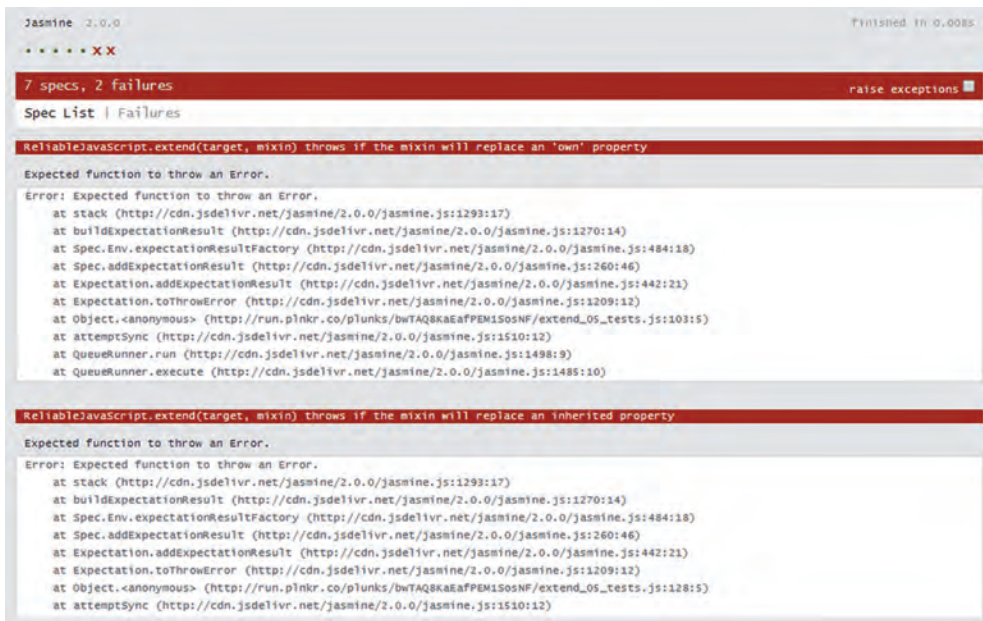 Jasmine 2.0.0
finished in 0.008s
• • • • • x x
7 specs, 2 failures
raise exceptions
Spec List | Failures
ReliableJavaScript.extend(target, mixin) throws if the mixin will replace an 'own' property
Expected function to throw an Error.
Error: Expected function to throw an Error.
at stack (http://cdn.jsdelivr.net/jasmine/2.0.0/jasmine.js:1293:17)
at buildExpectationResult (http://cdn.jsdelivr.net/jasmine/2.0.0/jasmine.js:1270:14)
at Spec.Env.expectationResultFactory (http://cdn.jsdelivr.net/jasmine/2.0.0/jasmine.js:484:18)
at Spec.addExpectationResult (http://cdn.jsdelivr.net/jasmine/2.0.0/jasmine.js:260:46)
at Expectation.addExpectationResult (http://cdn.jsdelivr.net/jasmine/2.0.0/jasmine.js:442:21)
at Expectation.toThrowError (http://cdn.jsdelivr.net/jasmine/2.0.0/jasmine.js:1209:12)
at Object.<anonymous> (http://run.plnkr.co/plunks/bwTAQ8KaEafPEM1SosNF/extend_05_tests.js:103:5)
at attemptSync (http://cdn.jsdelivr.net/jasmine/2.0.0/jasmine.js:1510:12)
at QueueRunner.run (http://cdn.jsdelivr.net/jasmine/2.0.0/jasmine.js:1498:9)
at QueueRunner.execute (http://cdn.jsdelivr.net/jasmine/2.0.0/jasmine.js:1485:10)
ReliableJavaScript.extend(target, mixin) throws if the mixin will replace an inherited property
Expected function to throw an Error.
Error: Expected function to throw an Error.
at stack (http://cdn.jsdelivr.net/jasmine/2.0.0/jasmine.js:1293:17)
at buildExpectationResult (http://cdn.jsdelivr.net/jasmine/2.0.0/jasmine.js:1270:14)
at Spec.Env.expectationResultFactory (http://cdn.jsdelivr.net/jasmine/2.0.0/jasmine.js:484:18)
at Spec.addExpectationResult (http://cdn.jsdelivr.net/jasmine/2.0.0/jasmine.js:260:46)
at Expectation.addExpectationResult (http://cdn.jsdelivr.net/jasmine/2.0.0/jasmine.js:442:21)
at Expectation.toThrowError (http://cdn.jsdelivr.net/jasmine/2.0.0/jasmine.js:1209:12)
at Object.<anonymous> (http://run.plnkr.co/plunks/bwTAQ8KaEafPEM1SosNF/extend_05_tests.js:128:5)
at attemptSync (http://cdn.jsdelivr.net/jasmine/2.0.0/jasmine.js:1510:12)